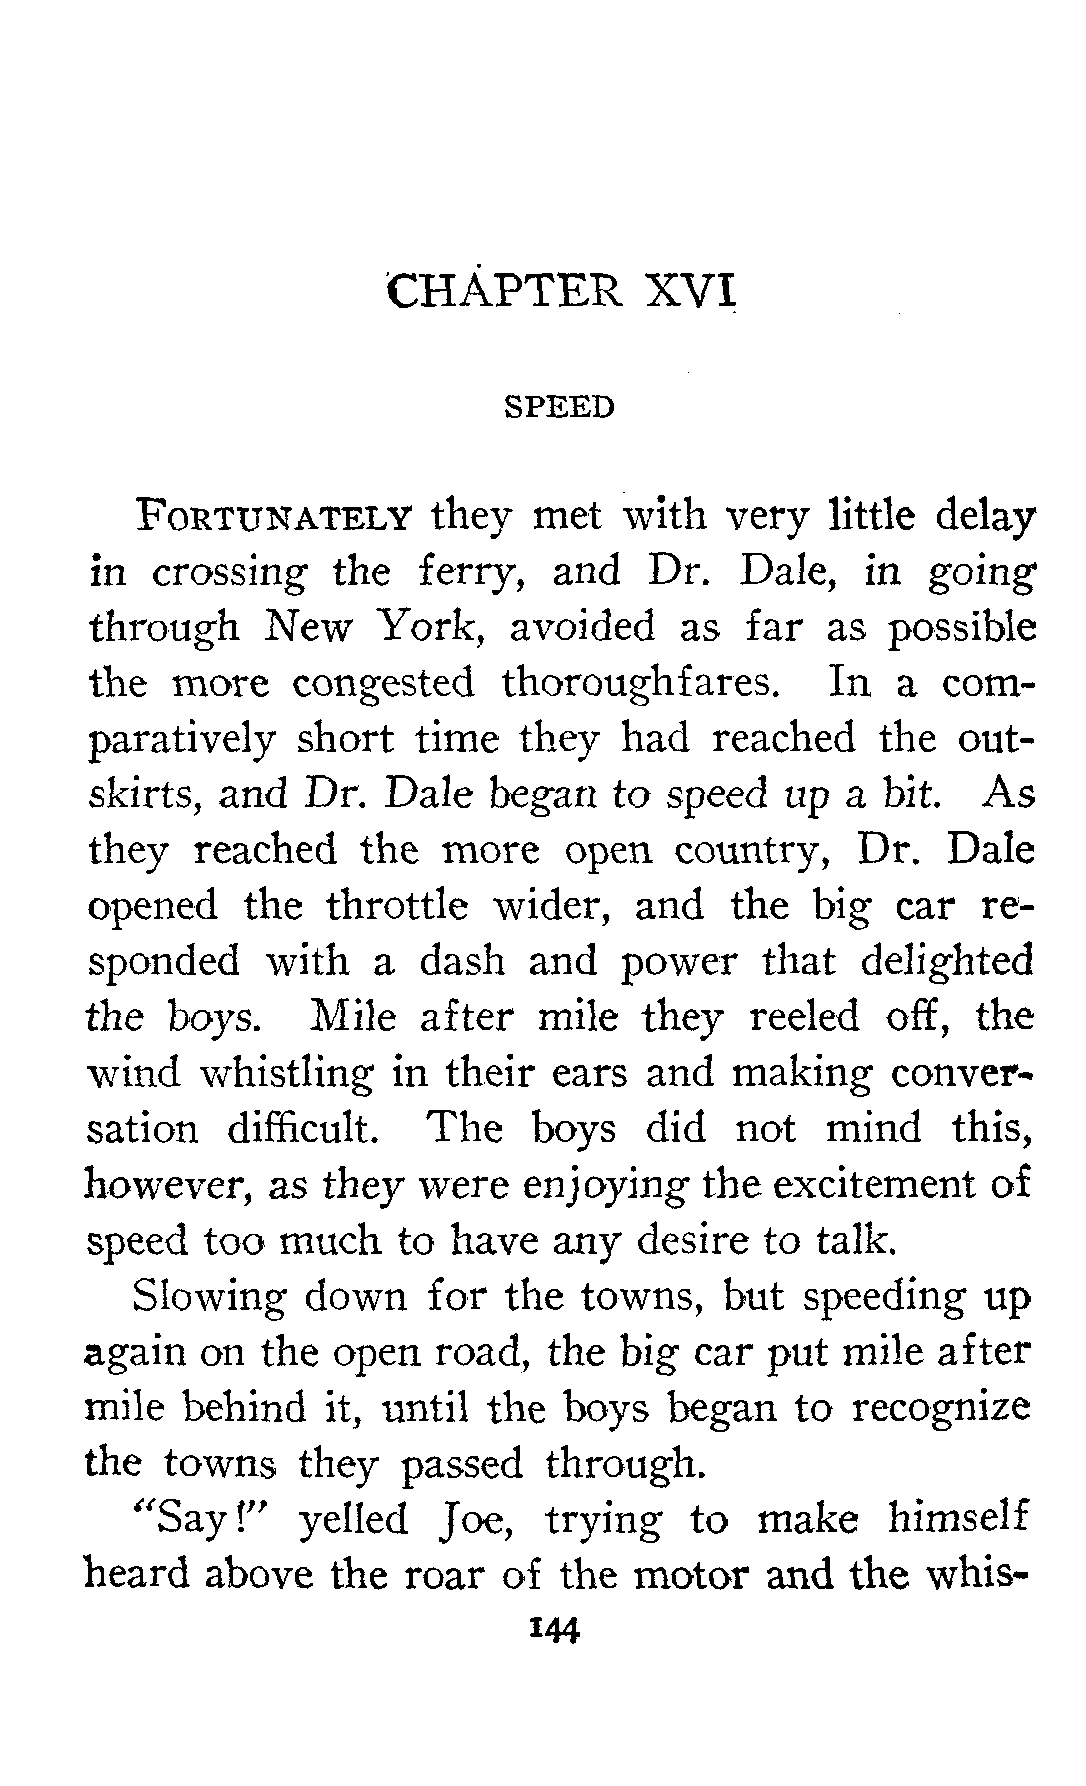 CHAPTER XVI
SPEED
FORTUNATELY they met with very little delay
in crossing the ferry, and Dr. Dale, in going
through New York, avoided as far as possible
the more congested thoroughfares. In a com-
paratively short time they had reached the out-
skirts, and Dr. Dale began to speed up a bit. As
they reached the more open country, Dr. Dale
opened the throttle wider, and the big car re-
sponded with a dash and power that delighted
the boys. Mile after mile they reeled off, the
wind whistling in their ears and making conver-
sation difficult. The boys did not mind this,
however, as they were enjoying the excitement of
speed too much to have any desire to talk.
Slowing down for the towns, but speeding up
again on the open road, the big car put mile after
mile behind it, until the boys began to recognize
the towns they passed through.
"Say!" yelled Joe, trying to make himself
heard above the roar of the motor and the whis-
144